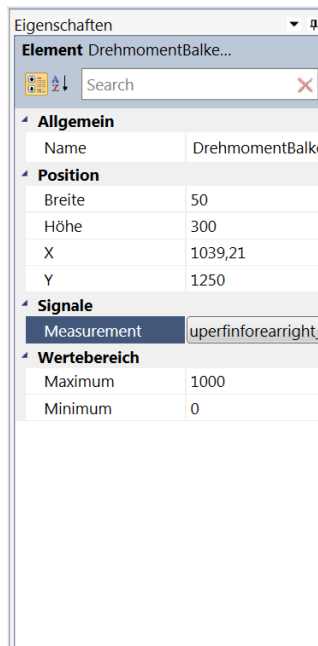 Eigenschaften
Element DrehmomentBalke...
Search
Allgemein
Name DrehmomentBalke
Position
Breite 50
Höhe 300
X 1039,21
Y 1250
Signale
Measurement uperfinforearright_
Wertebereich
Maximum 1000
Minimum 0